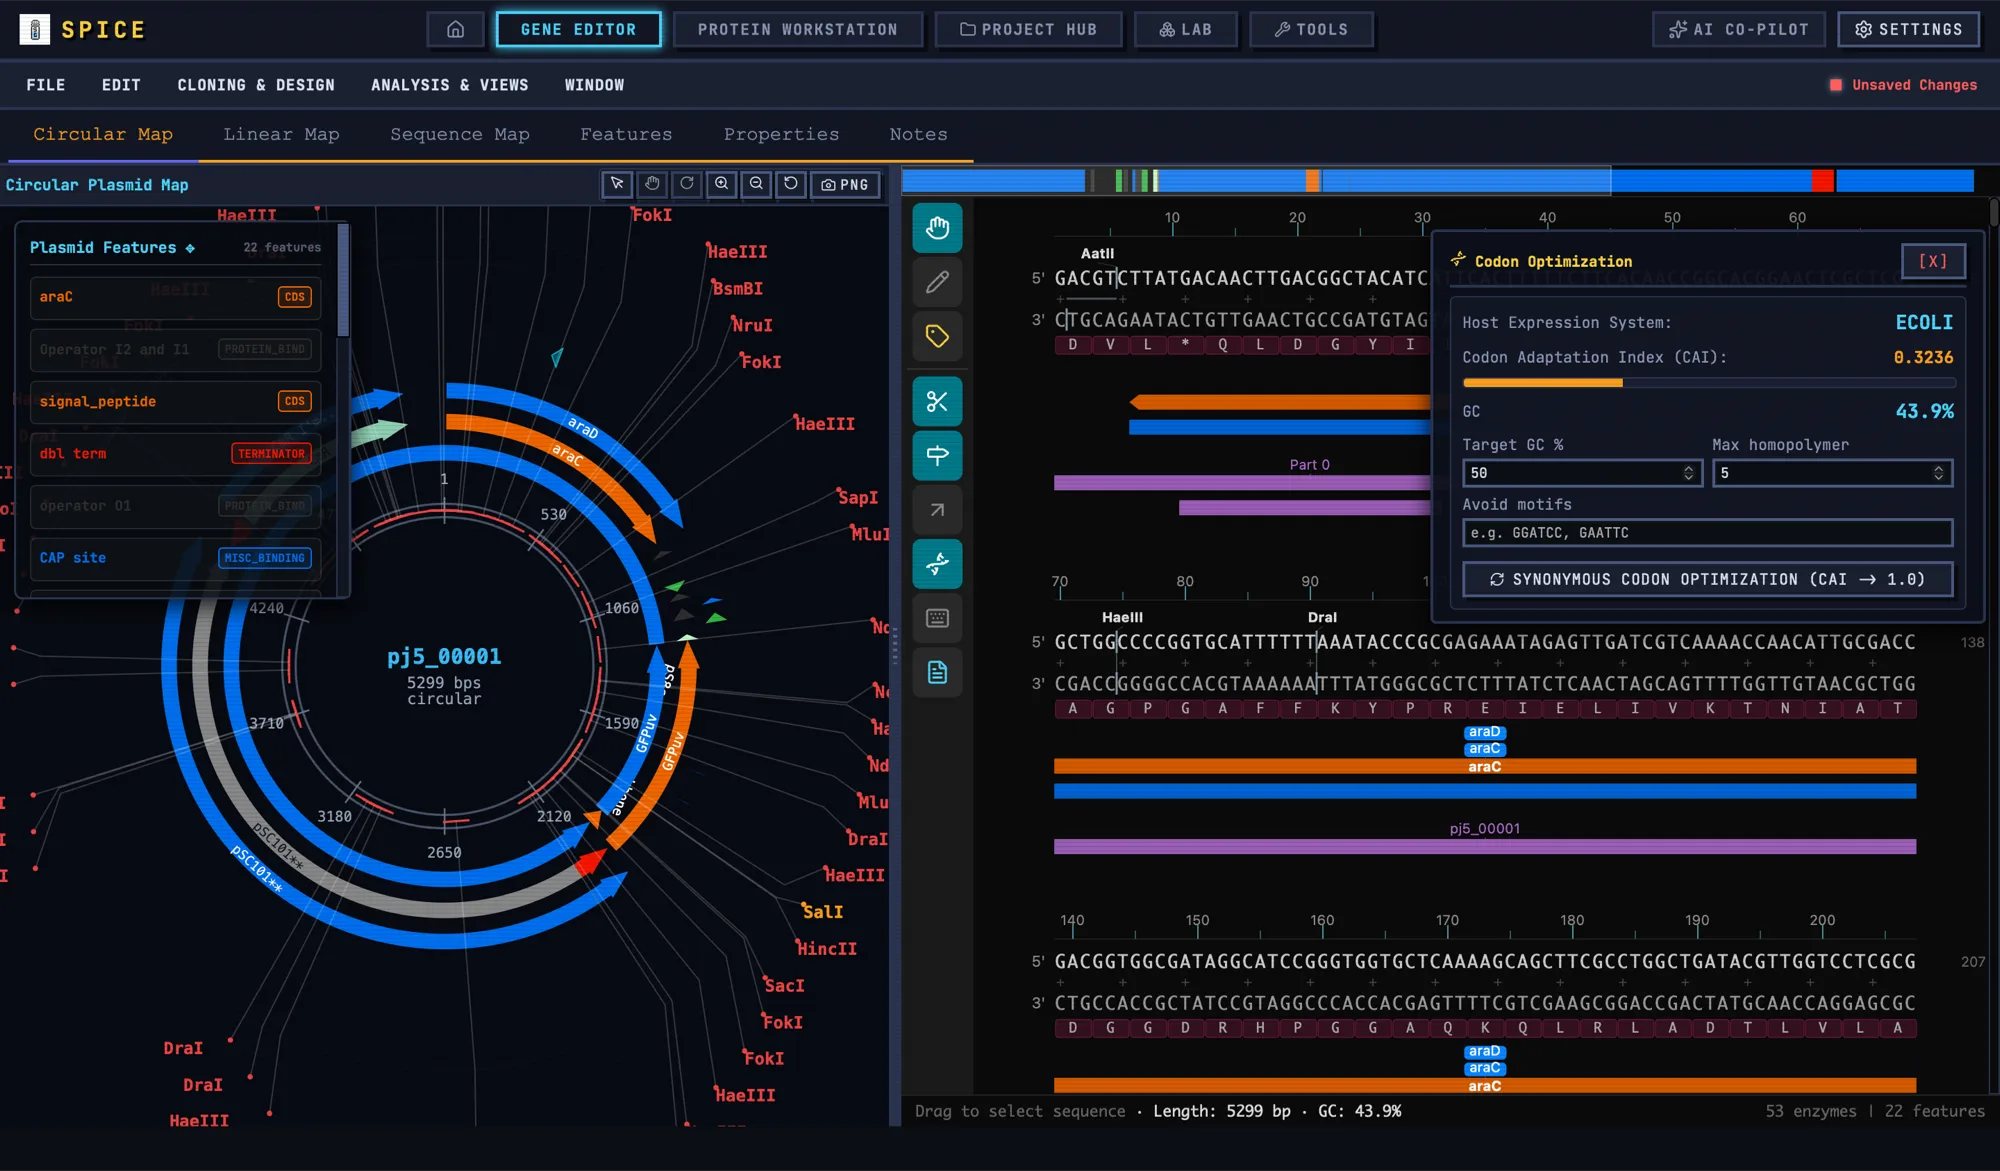 SPICE
GENE EDITOR
PROTEIN WORKSTATION
PROJECT HUB
LAB
TOOLS
AI CO-PILOT
SETTINGS
FILE
EDIT
CLONING & DESIGN
ANALYSIS & VIEWS
WINDOW
Unsaved Changes
Circular Map
Linear Map
Sequence Map
Features
Properties
Notes
Circular Plasmid Map
PNG
Plasmid Features
22 features
araC
CDS
Operator I2 and I1
PROTEIN_BIND
signal_peptide
CDS
dbl term
TERMINATOR
operator O1
PROTEIN_BIND
CAP site
MISC_BINDING
HaeIII
FokI
HaeIII
BsmBI
NruI
FokI
HaeIII
SapI
MluI
HaeIII
FokI
araD
araC
1
530
1060
1590
2120
2650
3180
3710
4240
pj5_00001
5299 bps
circular
GFPuv
GFPuv
pSC101**
pSC101**
Nd
Mlu
DraI
HaeIII
SalI
HincII
SacI
FokI
FokI
HaeIII
DraI
DraI
HaeIII
10 20 30 40 50 60
AatII
5' GACGTCTTATGACAACTTGACGGCTACATC
3' CTGCAGAATACTGTTGAACTGCCGATGTAG
D V L * Q L D G Y I
Part 0
Codon Optimization
[X]
Host Expression System:
ECOLI
Codon Adaptation Index (CAI):
0.3236
GC
43.9%
Target GC %
Max homopolymer
50
5
Avoid motifs
e.g. GGATCC, GAATTC
SYNONYMOUS CODON OPTIMIZATION (CAI → 1.0)
70 80 90
HaeIII
DraI
5' GCTGGCCCCGGTGCATTTTTTAAATACCCGCGAGAAATAGAGTTGATCGTCAAAACCAACATTGCGACC 138
3' CGACCGGGGCCACGTAAAAAATTTATGGGCGCTCTTTATCTCAACTAGCAGTTTTGGTTGTAACGCTGG
A G P G A F F K Y P R E I E L I V K T N I A T
araD
araC
araC
pj5_00001
140 150 160 170 180 190 200
5' GACGGTGGCGATAGGCATCCGGGTGGTGCTCAAAAGCAGCTTCGCCTGGCTGATACGTTGGTCCTCGCG 207
3' CTGCCACCGCTATCCGTAGGCCCACCACGAGTTTTCGTCGAAGCGGACCGACTATGCAACCAGGAGCGC
D G G D R H P G G A Q K Q L R L A D T L V L A
araD
araC
araC
Drag to select sequence · Length: 5299 bp · GC: 43.9%
53 enzymes | 22 features